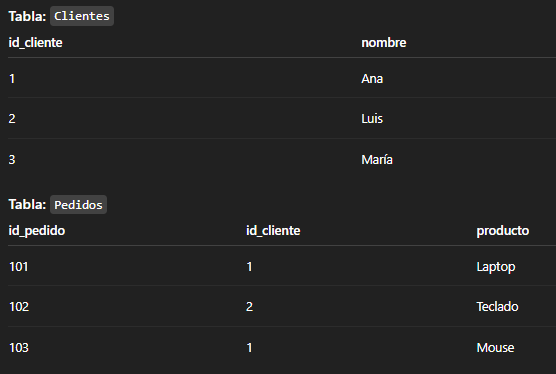 Tabla: Clientes
id_cliente nombre
1 Ana
2 Luis
3 María
Tabla: Pedidos
id_pedido id_cliente producto
101 1 Laptop
102 2 Teclado
103 1 Mouse